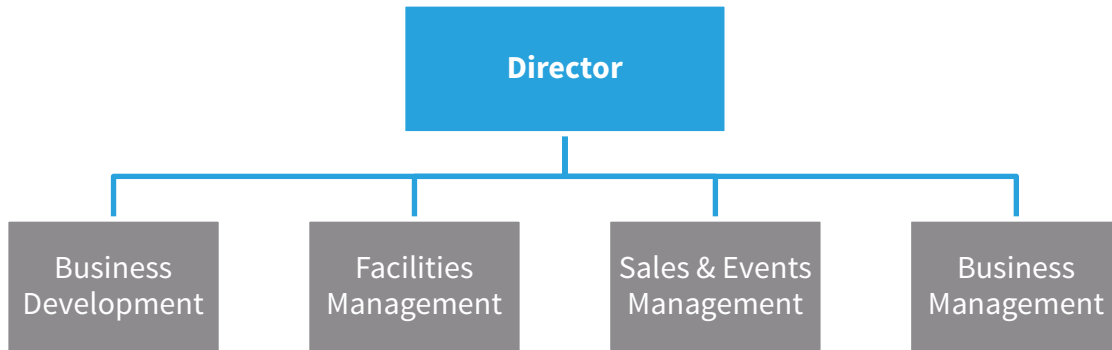 Director
Business
Development
Facilities
Management
Sales & Events
Management
Business
Management